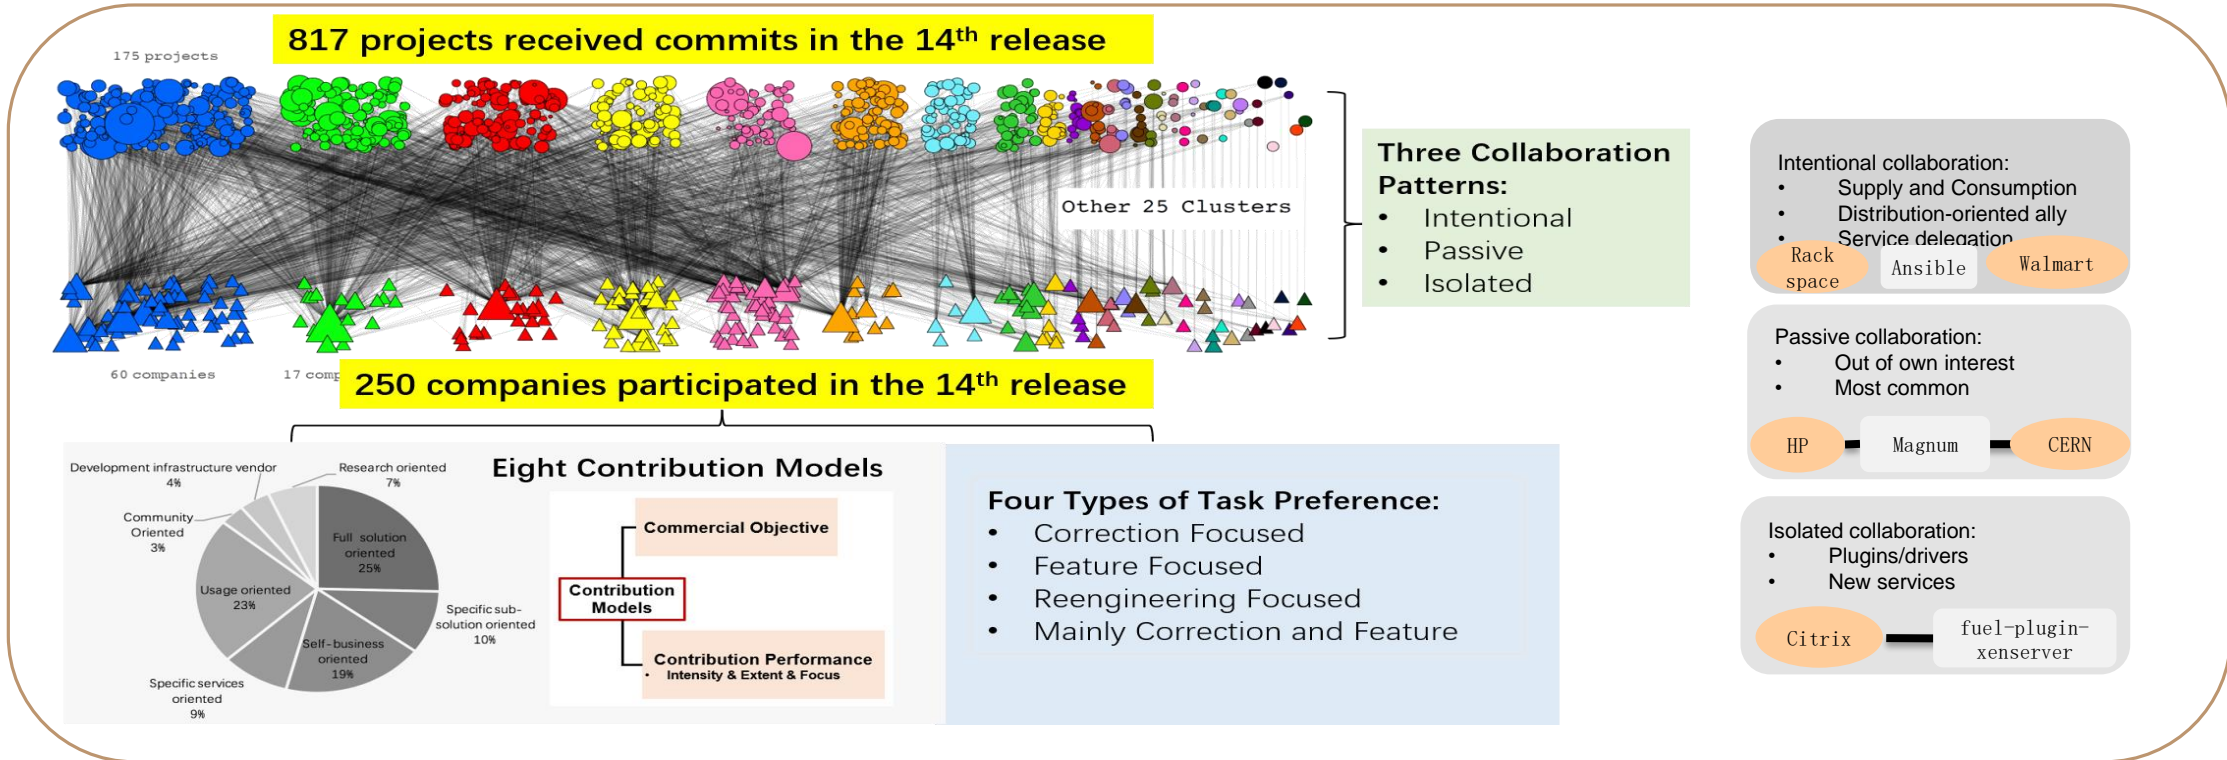 817 projects received commits in the 14th release
175 projects
Other 25 Clusters
60 companies
17 comp
250 companies participated in the 14th release
Three Collaboration
Patterns:
• Intentional
• Passive
• Isolated
Eight Contribution Models
Development infrastructure vendor
4%
Research oriented
7%
Community
Oriented
3%
Full solution
oriented
25%
Usage oriented
23%
Specific sub-
solution oriented
10%
Self-business
oriented
19%
Specific services
oriented
9%
Commercial Objective
Contribution
Models
Contribution Performance
• Intensity & Extent & Focus
Four Types of Task Preference:
• Correction Focused
• Feature Focused
• Reengineering Focused
• Mainly Correction and Feature
Intentional collaboration:
• Supply and Consumption
• Distribution-oriented ally
• Service delegation
Rack
space
Ansible
Walmart
Passive collaboration:
• Out of own interest
• Most common
HP
Magnum
CERN
Isolated collaboration:
• Plugins/drivers
• New services
Citrix
fuel-plugin-
xenserver